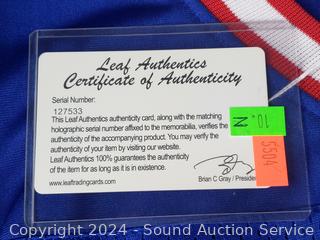 Leaf Authentics
Certificate of Authenticity
Serial Number:
127533
This Leaf Authentics authenticity card, along with the matching
holographic serial number affixed to the memorabilia, verifies the
authenticity of the accompanying product. You may verify the
authenticity of your item by visiting our website.
Leaf Authentics 100% guarantees the authenticity
of the item for as long as it is in existence.
www.leaftradingcards.com
Brian C Gray / President
N
10.
5504
Copyright 2024 - Sound Auction Service